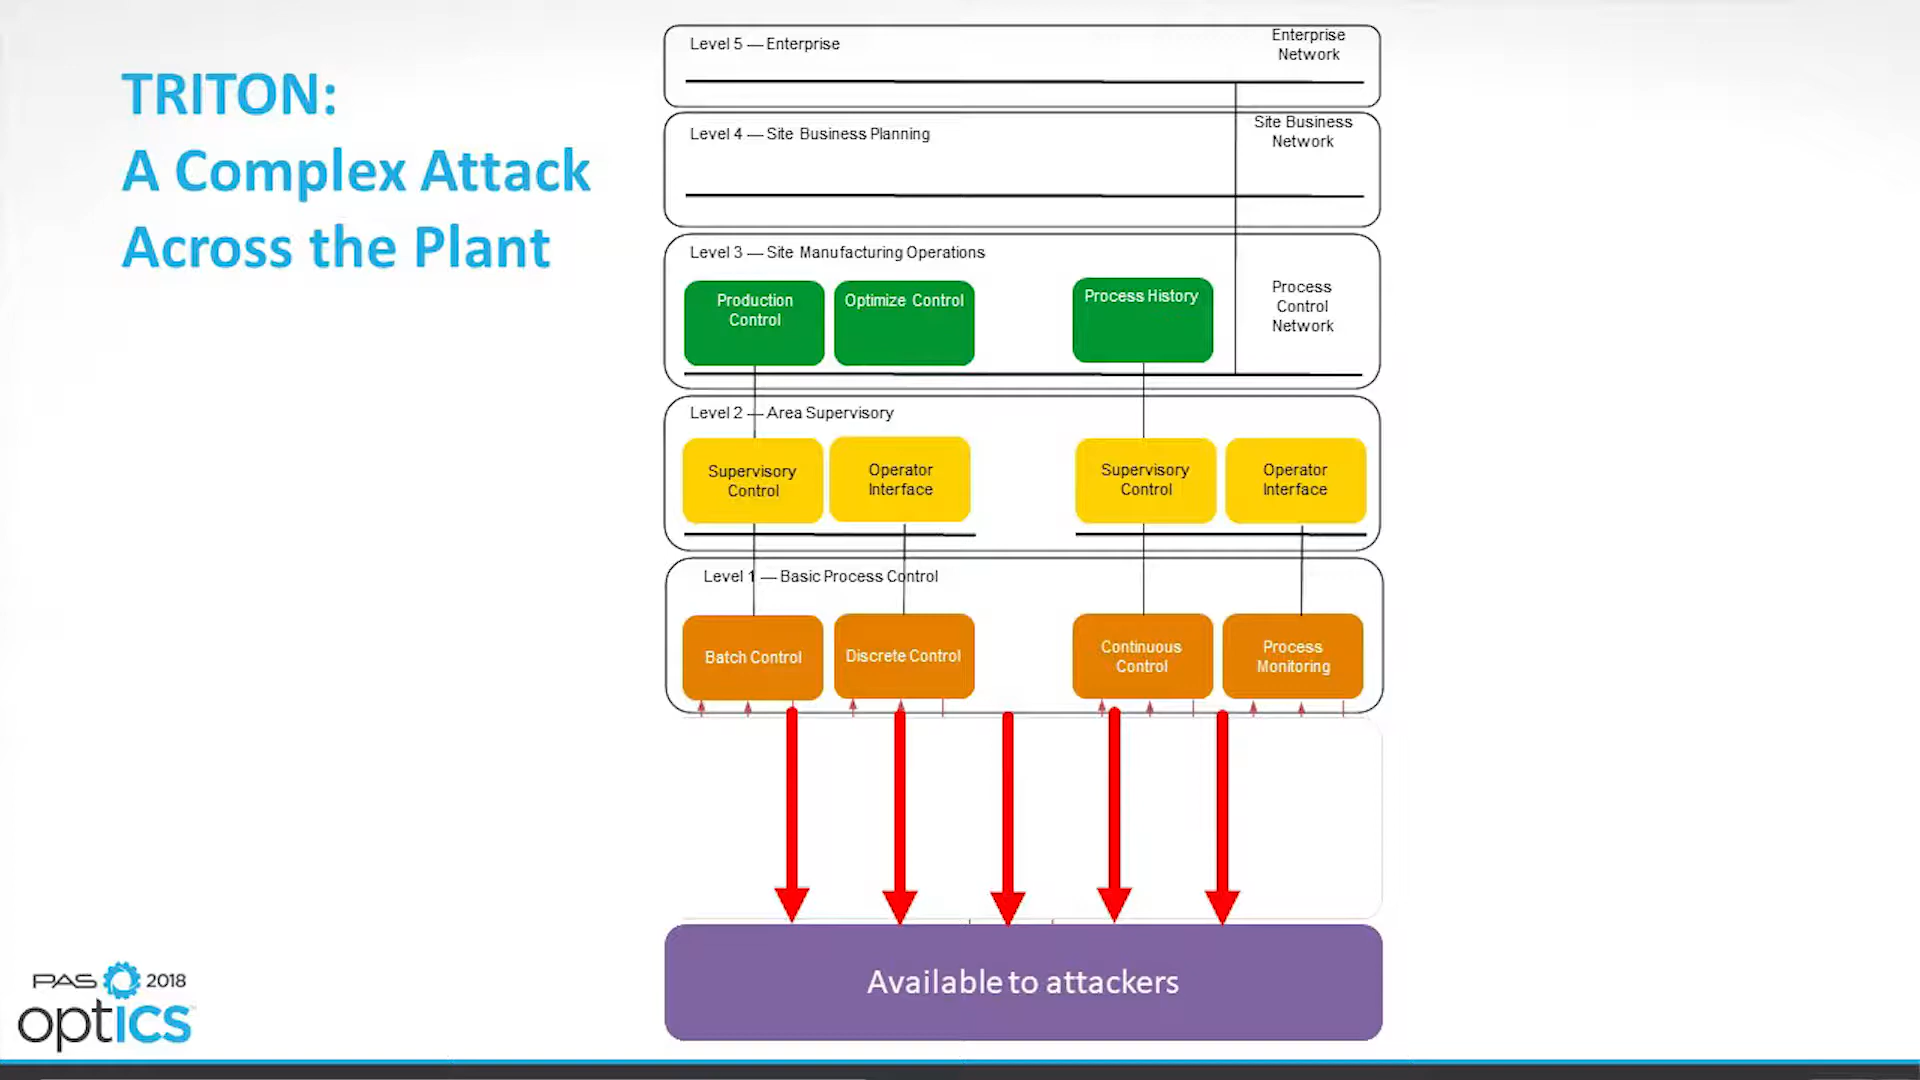 TRITON:
A Complex Attack
Across the Plant
Level 5 — Enterprise
Enterprise
Network
Level 4 — Site Business Planning
Site Business
Network
Level 3 — Site Manufacturing Operations
Production
Control
Optimize Control
Process History
Process
Control
Network
Level 2 — Area Supervisory
Supervisory
Control
Operator
Interface
Supervisory
Control
Operator
Interface
Level 1 — Basic Process Control
Batch Control
Discrete Control
Continuous
Control
Process
Monitoring
Available to attackers
PAS 2018
optICS